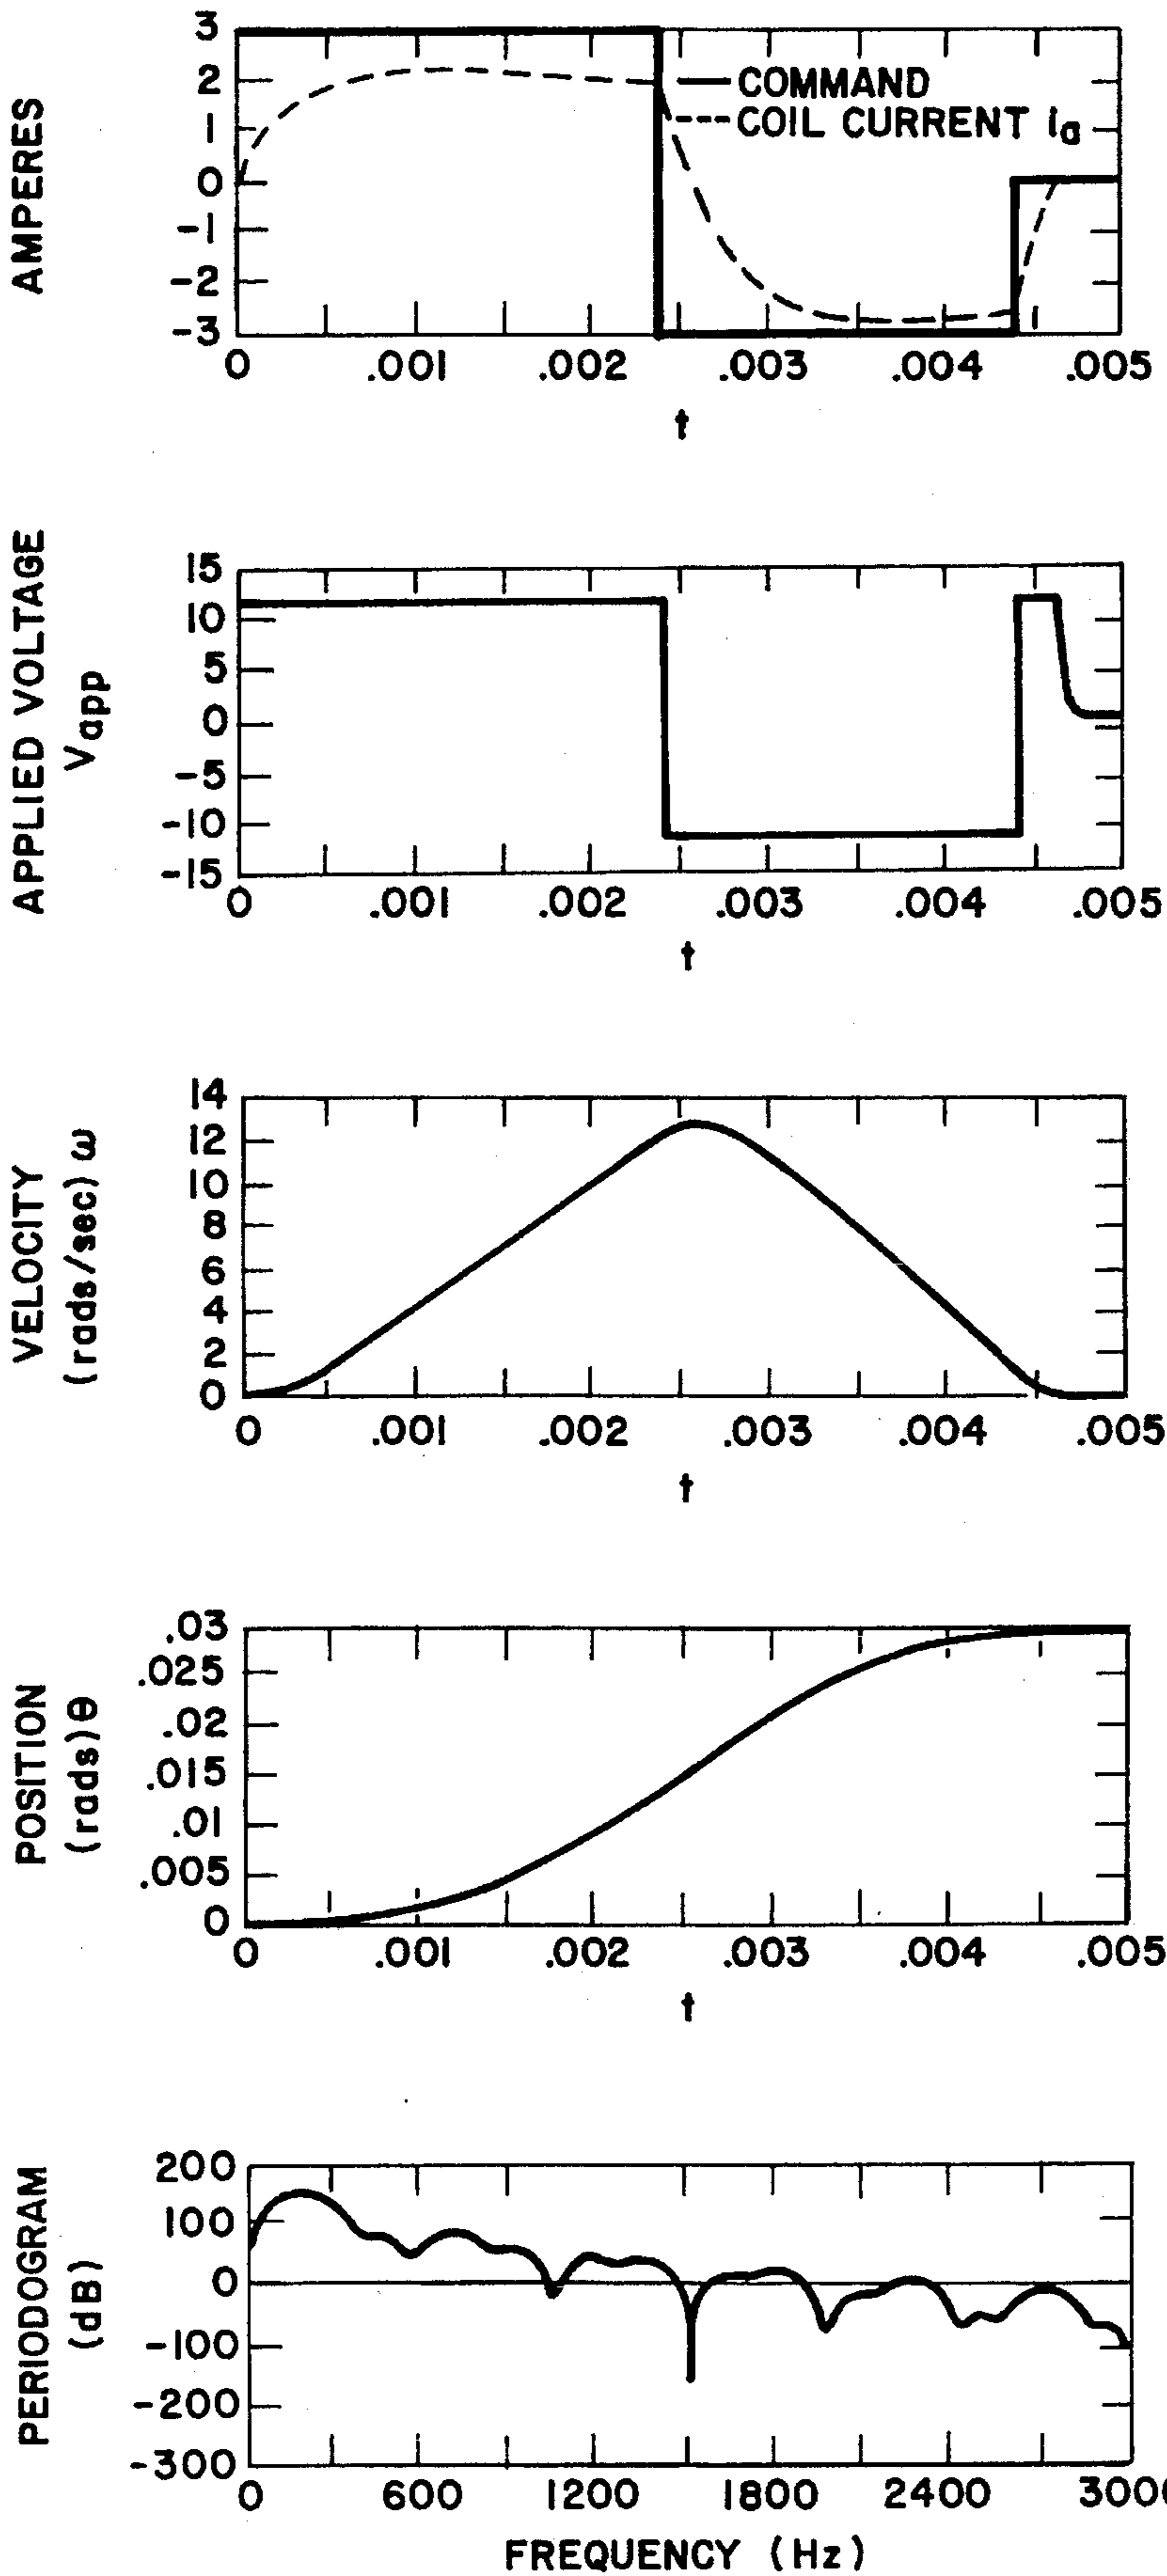 AMPERES
3
2
1
0
-1
-2
-3
COMMAND
COIL CURRENT ia
0 .001 .002 .003 .004 .005
t
APPLIED VOLTAGE
Vapp
15
10
5
0
-5
-10
-15
0 .001 .002 .003 .004 .005
t
VELOCITY
(rads/sec) ω
14
12
10
8
6
4
2
0
0 .001 .002 .003 .004 .005
t
POSITION
(rads) θ
.03
.025
.02
.015
.01
.005
0
0 .001 .002 .003 .004 .005
t
PERIODOGRAM
(dB)
200
100
0
-100
-200
-300
0 600 1200 1800 2400 3000
FREQUENCY (Hz)